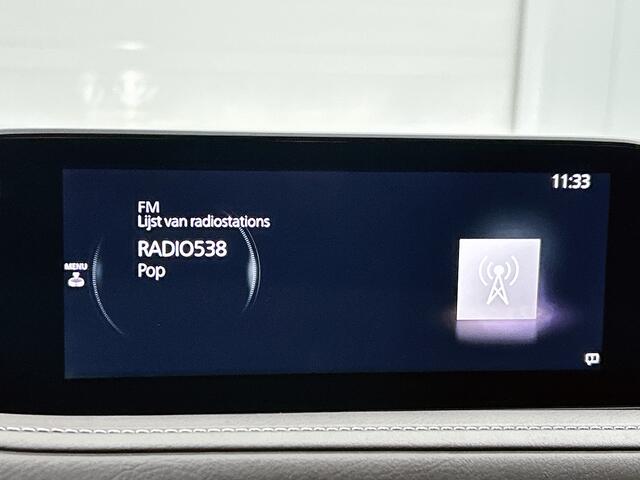 11:33
FM
Lijst van radiostations
RADIO538
Pop
MENU